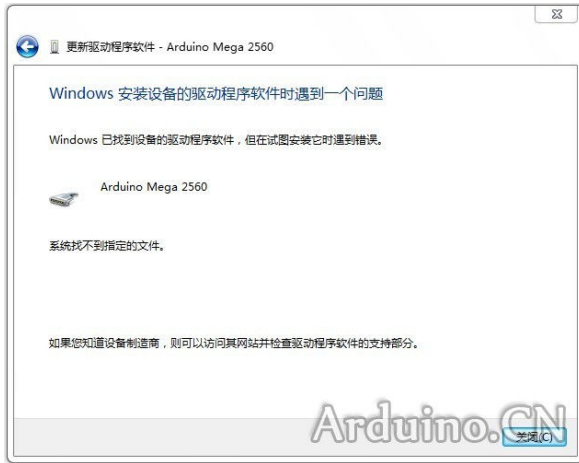 更新驱动程序软件 - Arduino Mega 2560
Windows 安装设备的驱动程序软件时遇到一个问题
Windows 已找到设备的驱动程序软件，但在试图安装它时遇到错误。
Arduino Mega 2560
系统找不到指定的文件。
如果您知道设备制造商，则可以访问其网站并检查驱动程序软件的支持部分。
Arduino.CN
关闭(C)